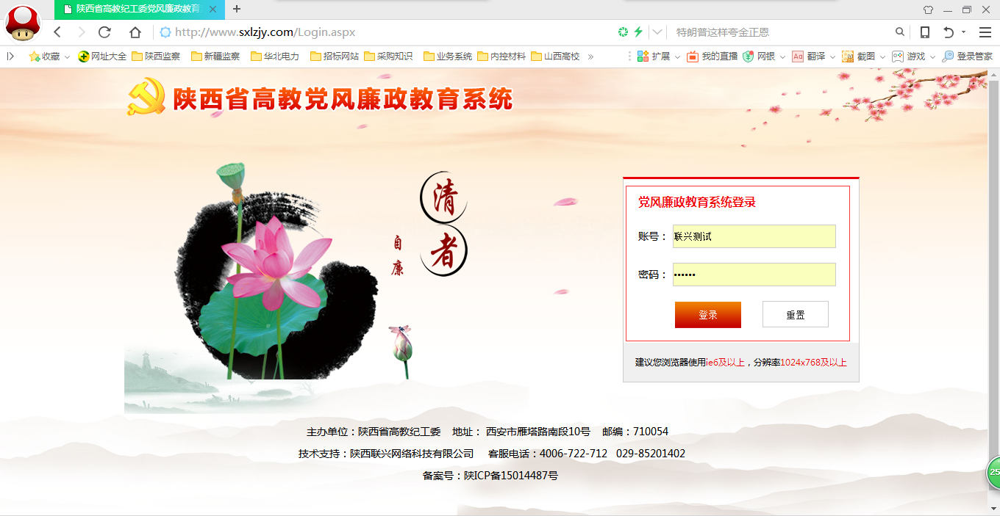 陕西省高教纪工委党风廉政教育
http://www.sxlzjy.com/Login.aspx
特朗普这样夸金正恩
收藏 网址大全 陕西监察 新疆监察 华北电力 招标网站 采购知识 业务系统 内控材料 山西高校 » 扩展 我的直播 网银 Aa 翻译 截图 游戏 登录管家
陕西省高教党风廉政教育系统
清者
自廉
党风廉政教育系统登录
账号： 联兴测试
密码： ••••••
登录 重置
建议您浏览器使用ie6及以上，分辨率1024x768及以上
主办单位：陕西省高教纪工委 地址： 西安市雁塔路南段10号 邮编：710054
技术支持：陕西联兴网络科技有限公司 客服电话：4006-722-712 029-85201402
备案号：陕ICP备15014487号
25